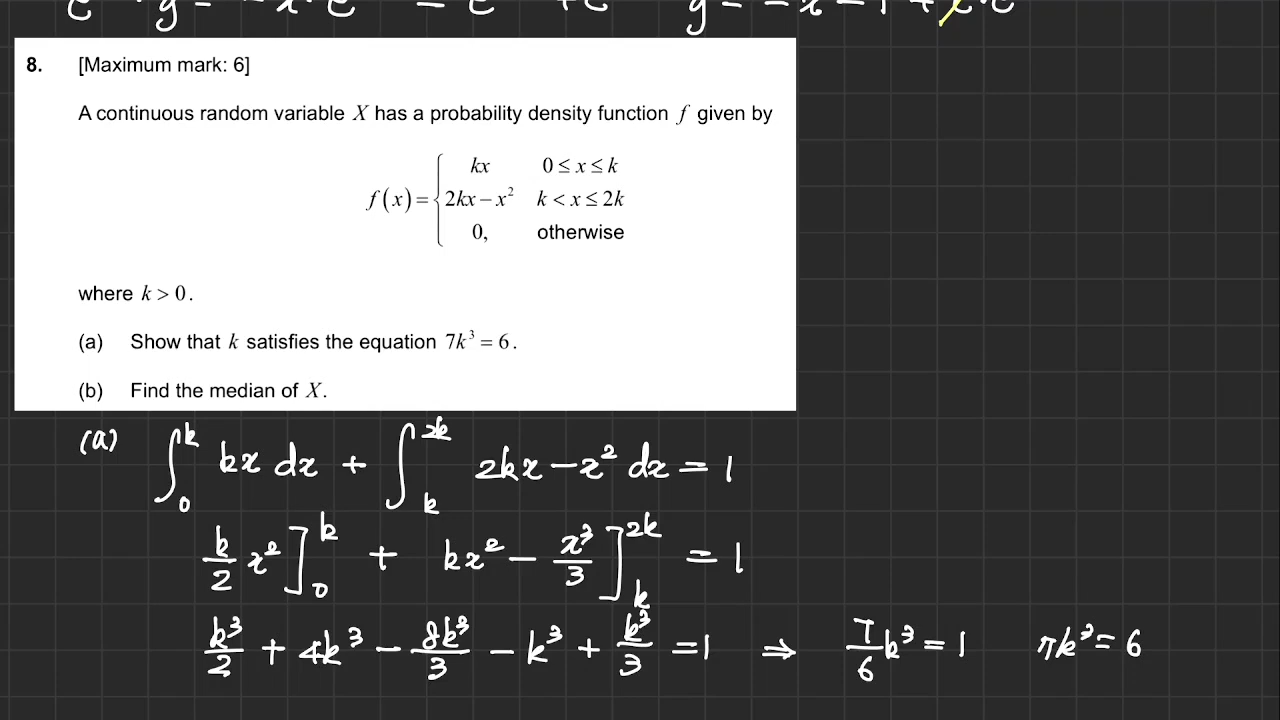 8. [Maximum mark: 6]
A continuous random variable X has a probability density function f given by
f(x) = { kx 0 ≤ x ≤ k
2kx − x² k < x ≤ 2k
0, otherwise
where k > 0.
(a) Show that k satisfies the equation 7k³ = 6.
(b) Find the median of X.
(a) ∫₀ᵏ kx dx + ∫ₖ²ᵏ 2kx − x² dx = 1
k/2 x²]₀ᵏ + kx² − x³/3]ₖ²ᵏ = 1
k³/2 + 4k³ − 8k³/3 − k³ + k³/3 = 1 ⇒ 7/6 k³ = 1 7k³ = 6